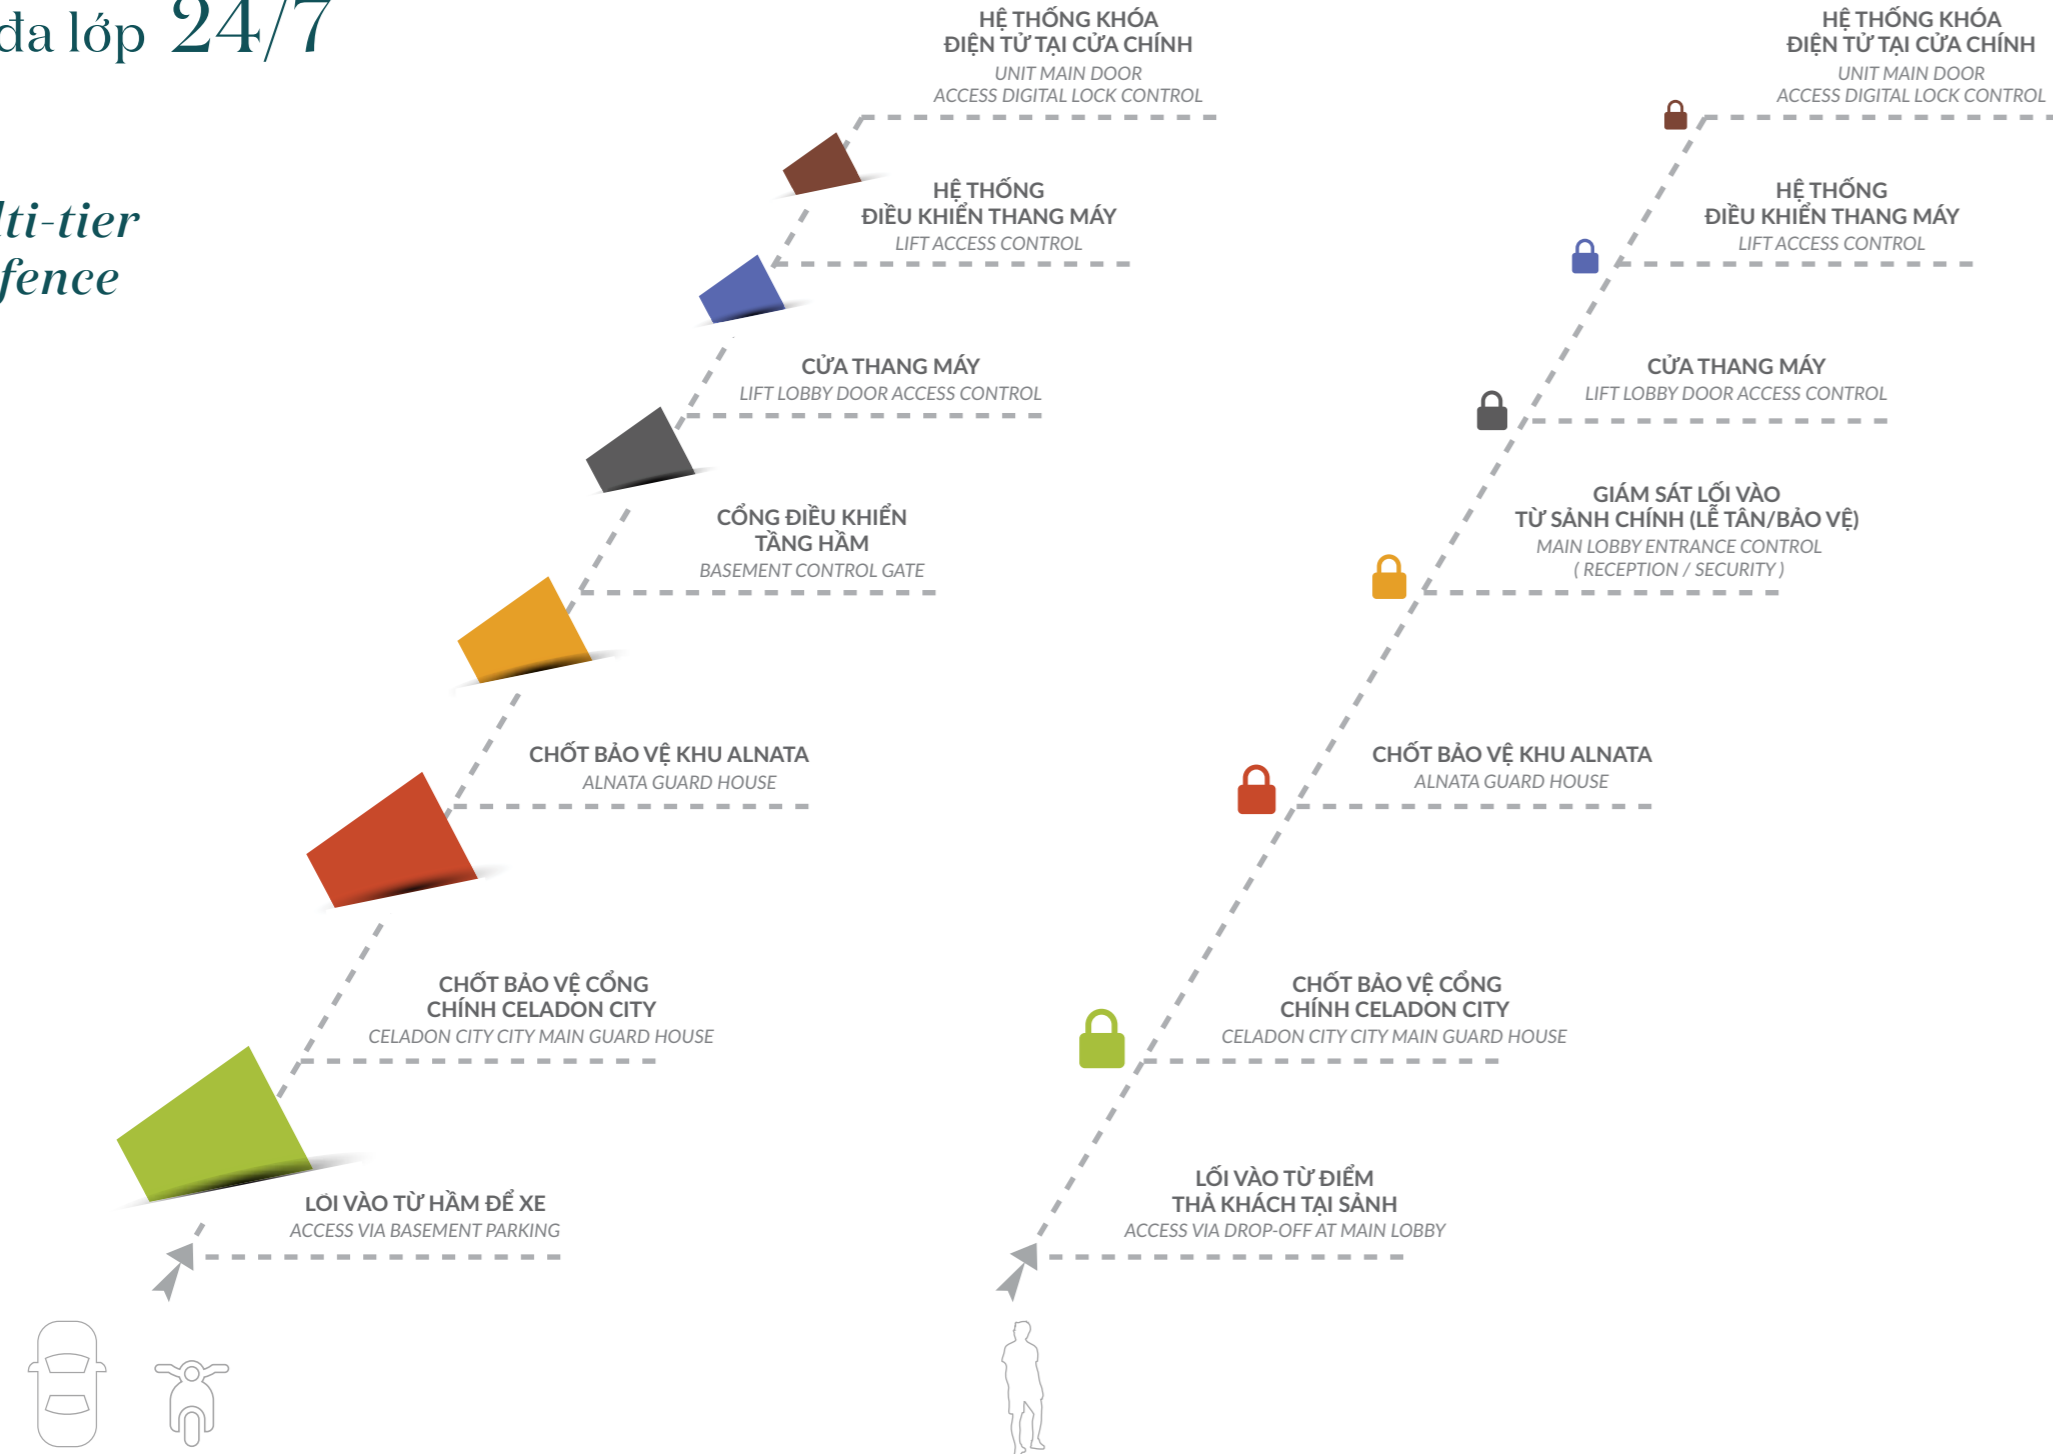 đa lớp 24/7
lti-tier
fence
HỆ THỐNG KHÓA
ĐIỆN TỬ TẠI CỬA CHÍNH
UNIT MAIN DOOR
ACCESS DIGITAL LOCK CONTROL
HỆ THỐNG
ĐIỀU KHIỂN THANG MÁY
LIFT ACCESS CONTROL
CỬA THANG MÁY
LIFT LOBBY DOOR ACCESS CONTROL
CỔNG ĐIỀU KHIỂN
TẦNG HẦM
BASEMENT CONTROL GATE
CHỐT BẢO VỆ KHU ALNATA
ALNATA GUARD HOUSE
CHỐT BẢO VỆ CỔNG
CHÍNH CELADON CITY
CELADON CITY CITY MAIN GUARD HOUSE
LỐI VÀO TỪ HẦM ĐỂ XE
ACCESS VIA BASEMENT PARKING
HỆ THỐNG KHÓA
ĐIỆN TỬ TẠI CỬA CHÍNH
UNIT MAIN DOOR
ACCESS DIGITAL LOCK CONTROL
HỆ THỐNG
ĐIỀU KHIỂN THANG MÁY
LIFT ACCESS CONTROL
CỬA THANG MÁY
LIFT LOBBY DOOR ACCESS CONTROL
GIÁM SÁT LỐI VÀO
TỪ SẢNH CHÍNH (LỄ TÂN/BẢO VỆ)
MAIN LOBBY ENTRANCE CONTROL
( RECEPTION / SECURITY )
CHỐT BẢO VỆ KHU ALNATA
ALNATA GUARD HOUSE
CHỐT BẢO VỆ CỔNG
CHÍNH CELADON CITY
CELADON CITY CITY MAIN GUARD HOUSE
LỐI VÀO TỪ ĐIỂM
THẢ KHÁCH TẠI SẢNH
ACCESS VIA DROP-OFF AT MAIN LOBBY